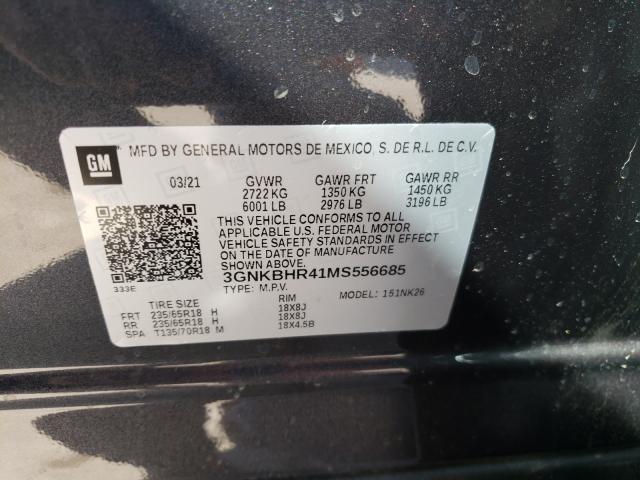 GM MFD BY GENERAL MOTORS DE MEXICO, S. DE R.L. DE C.V.
03/21 GVWR GAWR FRT GAWR RR
2722 KG 1350 KG 1450 KG
6001 LB 2976 LB 3196 LB
THIS VEHICLE CONFORMS TO ALL
APPLICABLE U.S. FEDERAL MOTOR
VEHICLE SAFETY STANDARDS IN EFFECT
ON THE DATE OF MANUFACTURE
SHOWN ABOVE.
3GNKBHR41MS556685
333E TYPE: M.P.V. MODEL: 151NK26
TIRE SIZE RIM
FRT 235/65R18 H 18X8J
RR 235/65R18 H 18X8J
SPA T135/70R18 M 18X4.5B